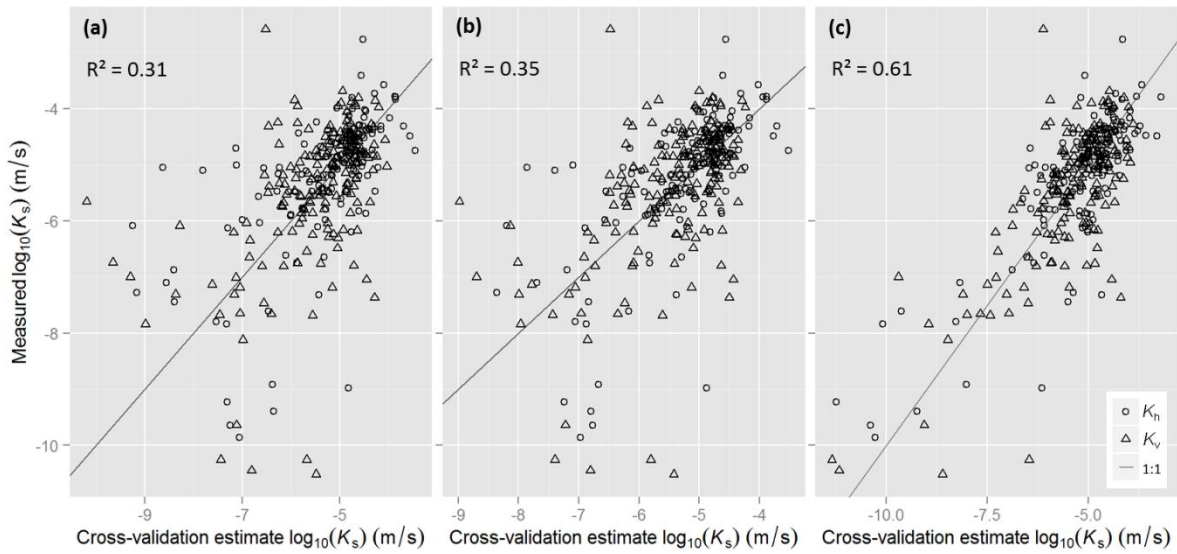 (a)
R² = 0.31
(b)
R² = 0.35
(c)
R² = 0.61
Measured log₁₀(Kₛ) (m/s)
-4
-6
-8
-10
-9
-7
-5
-9
-8
-7
-6
-5
-4
-10.0
-7.5
-5.0
Kₕ
Kᵥ
1:1
Cross-validation estimate log₁₀(Kₛ) (m/s)
Cross-validation estimate log₁₀(Kₛ) (m/s)
Cross-validation estimate log₁₀(Kₛ) (m/s)